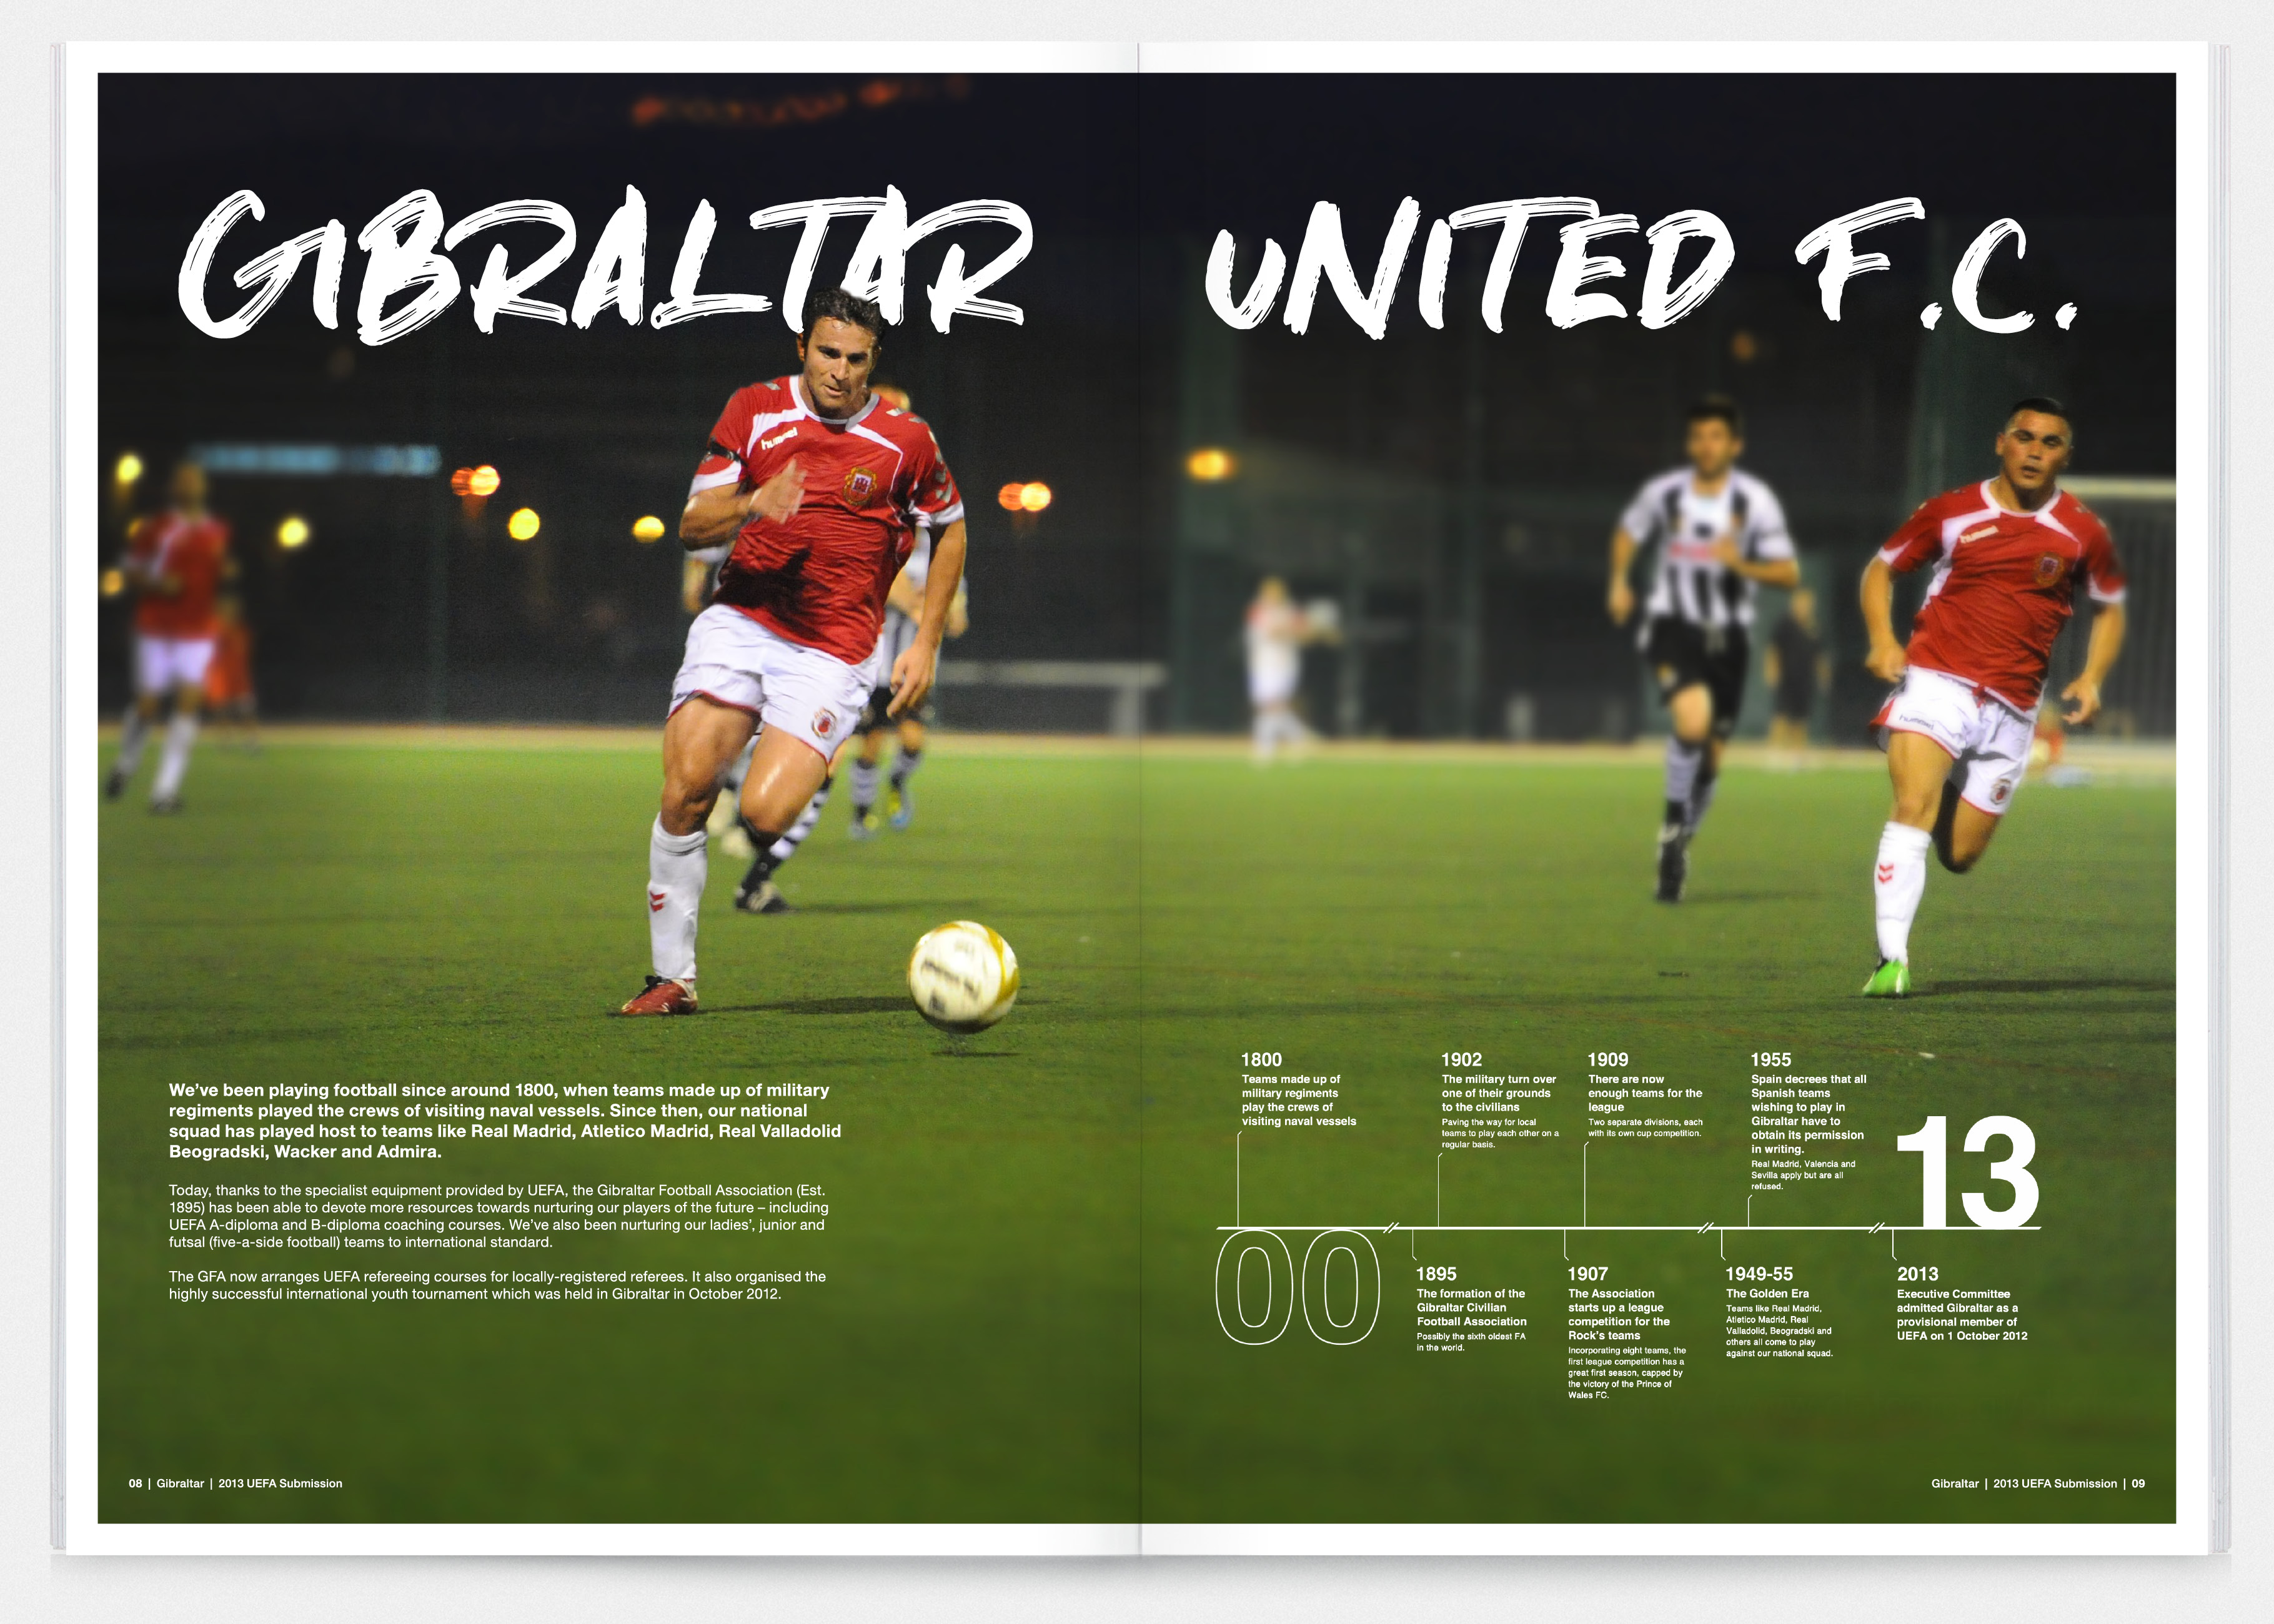 GIBRALTAR UNITED F.C.
hummel
hummel
hummel
We've been playing football since around 1800, when teams made up of military
regiments played the crews of visiting naval vessels. Since then, our national
squad has played host to teams like Real Madrid, Atletico Madrid, Real Valladolid
Beogradski, Wacker and Admira.
Today, thanks to the specialist equipment provided by UEFA, the Gibraltar Football Association (Est.
1895) has been able to devote more resources towards nurturing our players of the future – including
UEFA A-diploma and B-diploma coaching courses. We've also been nurturing our ladies', junior and
futsal (five-a-side football) teams to international standard.
The GFA now arranges UEFA refereeing courses for locally-registered referees. It also organised the
highly successful international youth tournament which was held in Gibraltar in October 2012.
08 | Gibraltar | 2013 UEFA Submission
1800
Teams made up of
military regiments
play the crews of
visiting naval vessels
1902
The military turn over
one of their grounds
to the civilians
Paving the way for local
teams to play each other on a
regular basis.
1909
There are now
enough teams for the
league
Two separate divisions, each
with its own cup competition.
1955
Spain decrees that all
Spanish teams
wishing to play in
Gibraltar have to
obtain its permission
in writing.
Real Madrid, Valencia and
Sevilla apply but are all
refused.
13
00
1895
The formation of the
Gibraltar Civilian
Football Association
Possibly the sixth oldest FA
in the world.
1907
The Association
starts up a league
competition for the
Rock's teams
Incorporating eight teams, the
first league competition has a
great first season, capped by
the victory of the Prince of
Wales FC.
1949-55
The Golden Era
Teams like Real Madrid,
Atletico Madrid, Real
Valladolid, Beogradski and
others all come to play
against our national squad.
2013
Executive Committee
admitted Gibraltar as a
provisional member of
UEFA on 1 October 2012
Gibraltar | 2013 UEFA Submission | 09